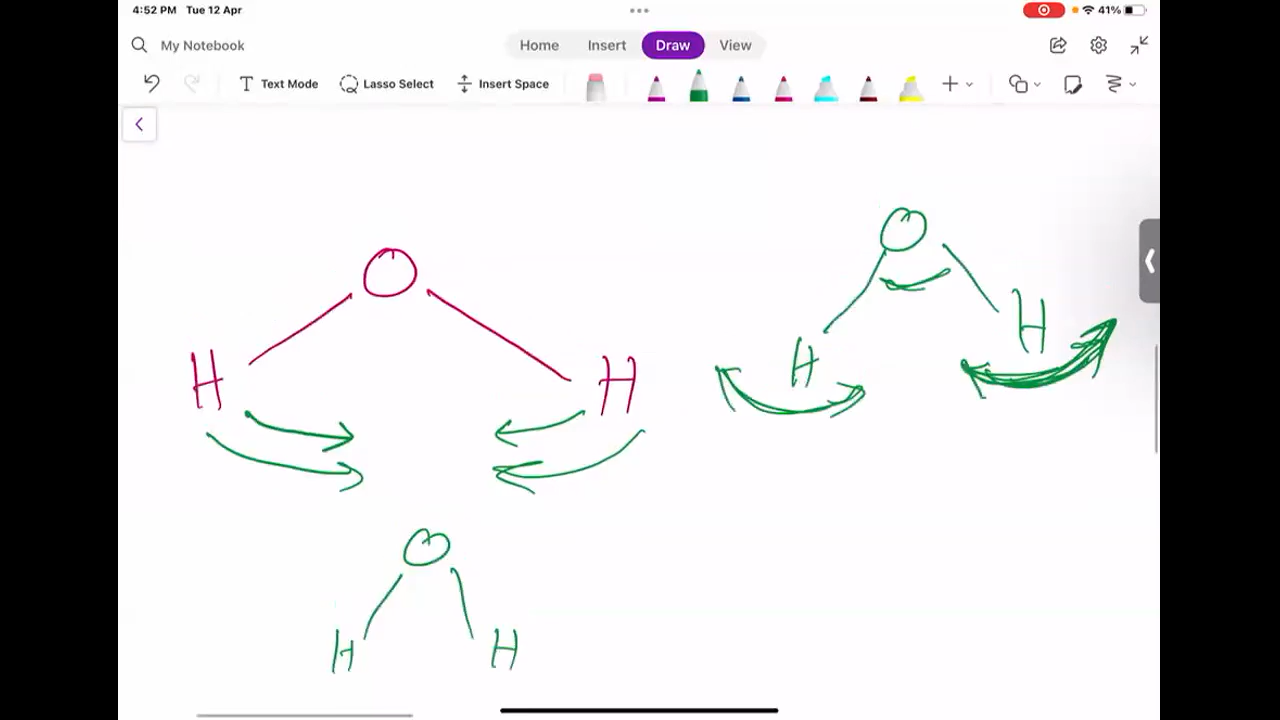 4:52 PM Tue 12 Apr
41%
My Notebook
Home Insert Draw View
Text Mode Lasso Select Insert Space
O
H H
O
H H
O
H H